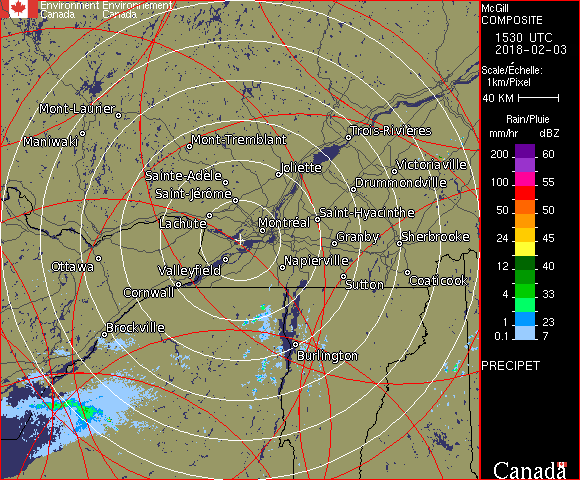 Environment Environnement
Canada Canada
McGill
COMPOSITE
1530 UTC
2018-02-03
Scale/Échelle:
1km/Pixel
40 KM
Rain/Pluie
mm/hr dBZ
200 60
150 57
100 55
50 50
24 45
12 40
4 33
1 23
0.1 7
PRECIPET
Canada
Mont-Laurier
Maniwaki
Mont-Tremblant
Trois-Rivières
Sainte-Adèle
Joliette
Victoriaville
Saint-Jérôme
Drummondville
Lachute
Montréal
Saint-Hyacinthe
Granby
Sherbrooke
Ottawa
Valleyfield
Napierville
Cornwall
Sutton
Coaticook
Brockville
Burlington